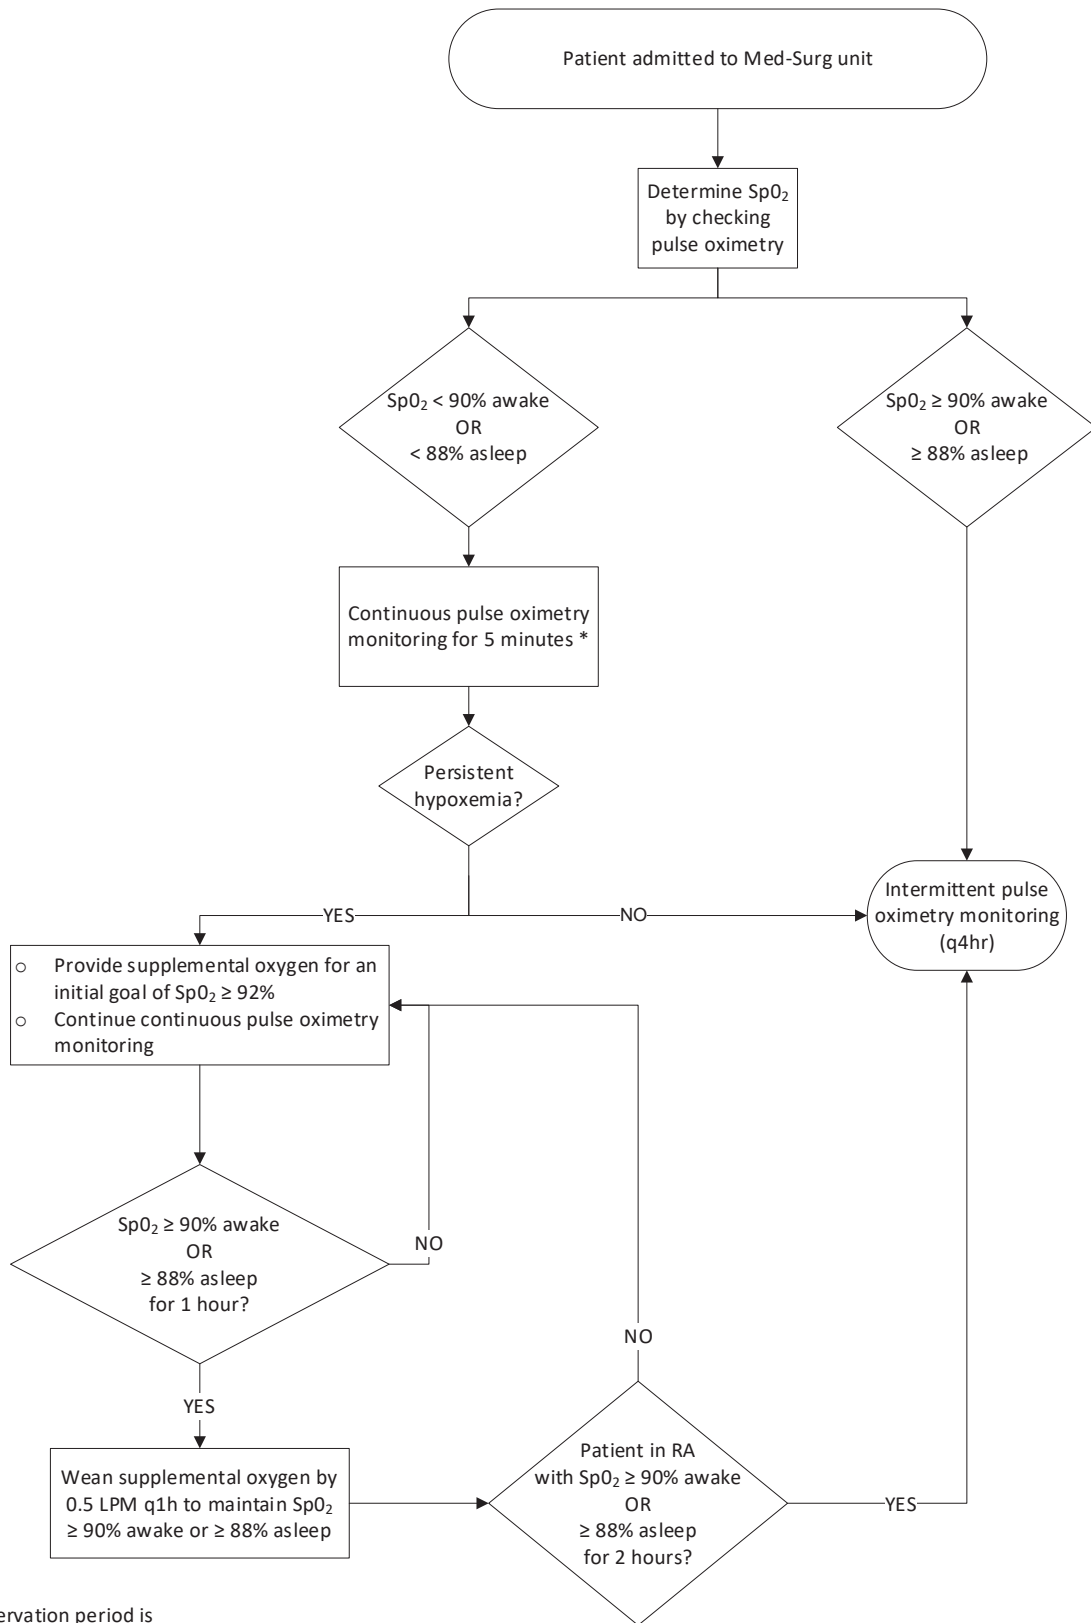 Patient admitted to Med-Surg unit
Determine Sp0₂
by checking
pulse oximetry
Sp0₂ < 90% awake
OR
< 88% asleep
Sp0₂ ≥ 90% awake
OR
≥ 88% asleep
Continuous pulse oximetry
monitoring for 5 minutes *
Persistent
hypoxemia?
Intermittent pulse
oximetry monitoring
(q4hr)
YES
NO
○ Provide supplemental oxygen for an
initial goal of Sp0₂ ≥ 92%
○ Continue continuous pulse oximetry
monitoring
Sp0₂ ≥ 90% awake
OR
≥ 88% asleep
for 1 hour?
NO
NO
YES
Wean supplemental oxygen by
0.5 LPM q1h to maintain Sp0₂
≥ 90% awake or ≥ 88% asleep
Patient in RA
with Sp0₂ ≥ 90% awake
OR
≥ 88% asleep
for 2 hours?
YES
ervation period is